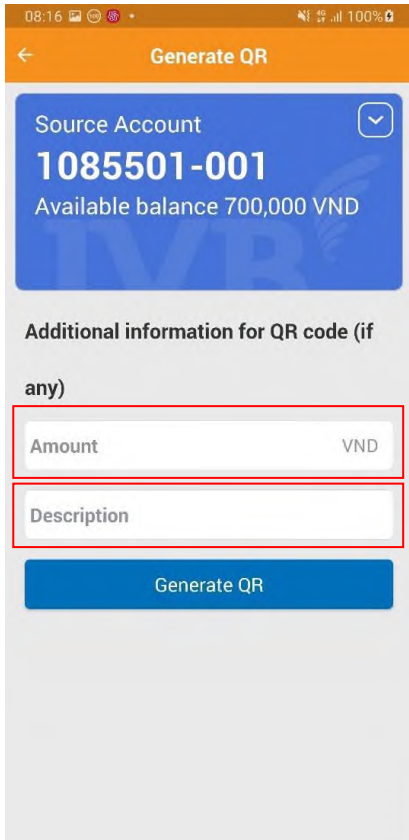 08:16 100%
Generate QR
Source Account
1085501-001
Available balance 700,000 VND
IVB
Additional information for QR code (if
any)
Amount VND
Description
Generate QR